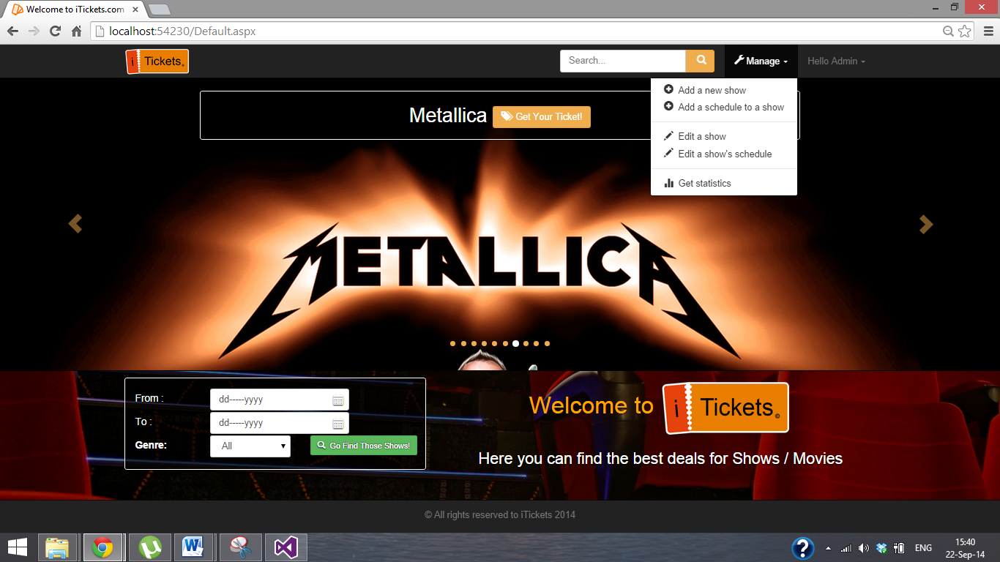 Welcome to iTickets.com
localhost:54230/Default.aspx
i Tickets®
Search...
Manage
Hello Admin
Add a new show
Add a schedule to a show
Edit a show
Edit a show's schedule
Get statistics
Metallica Get Your Ticket!
METALLICA
From :
dd-----yyyy
To :
dd-----yyyy
Genre:
All
Go Find Those Shows!
Welcome to i Tickets©
Here you can find the best deals for Shows / Movies
© All rights reserved to iTickets 2014
W
?
ENG
15:40
22-Sep-14